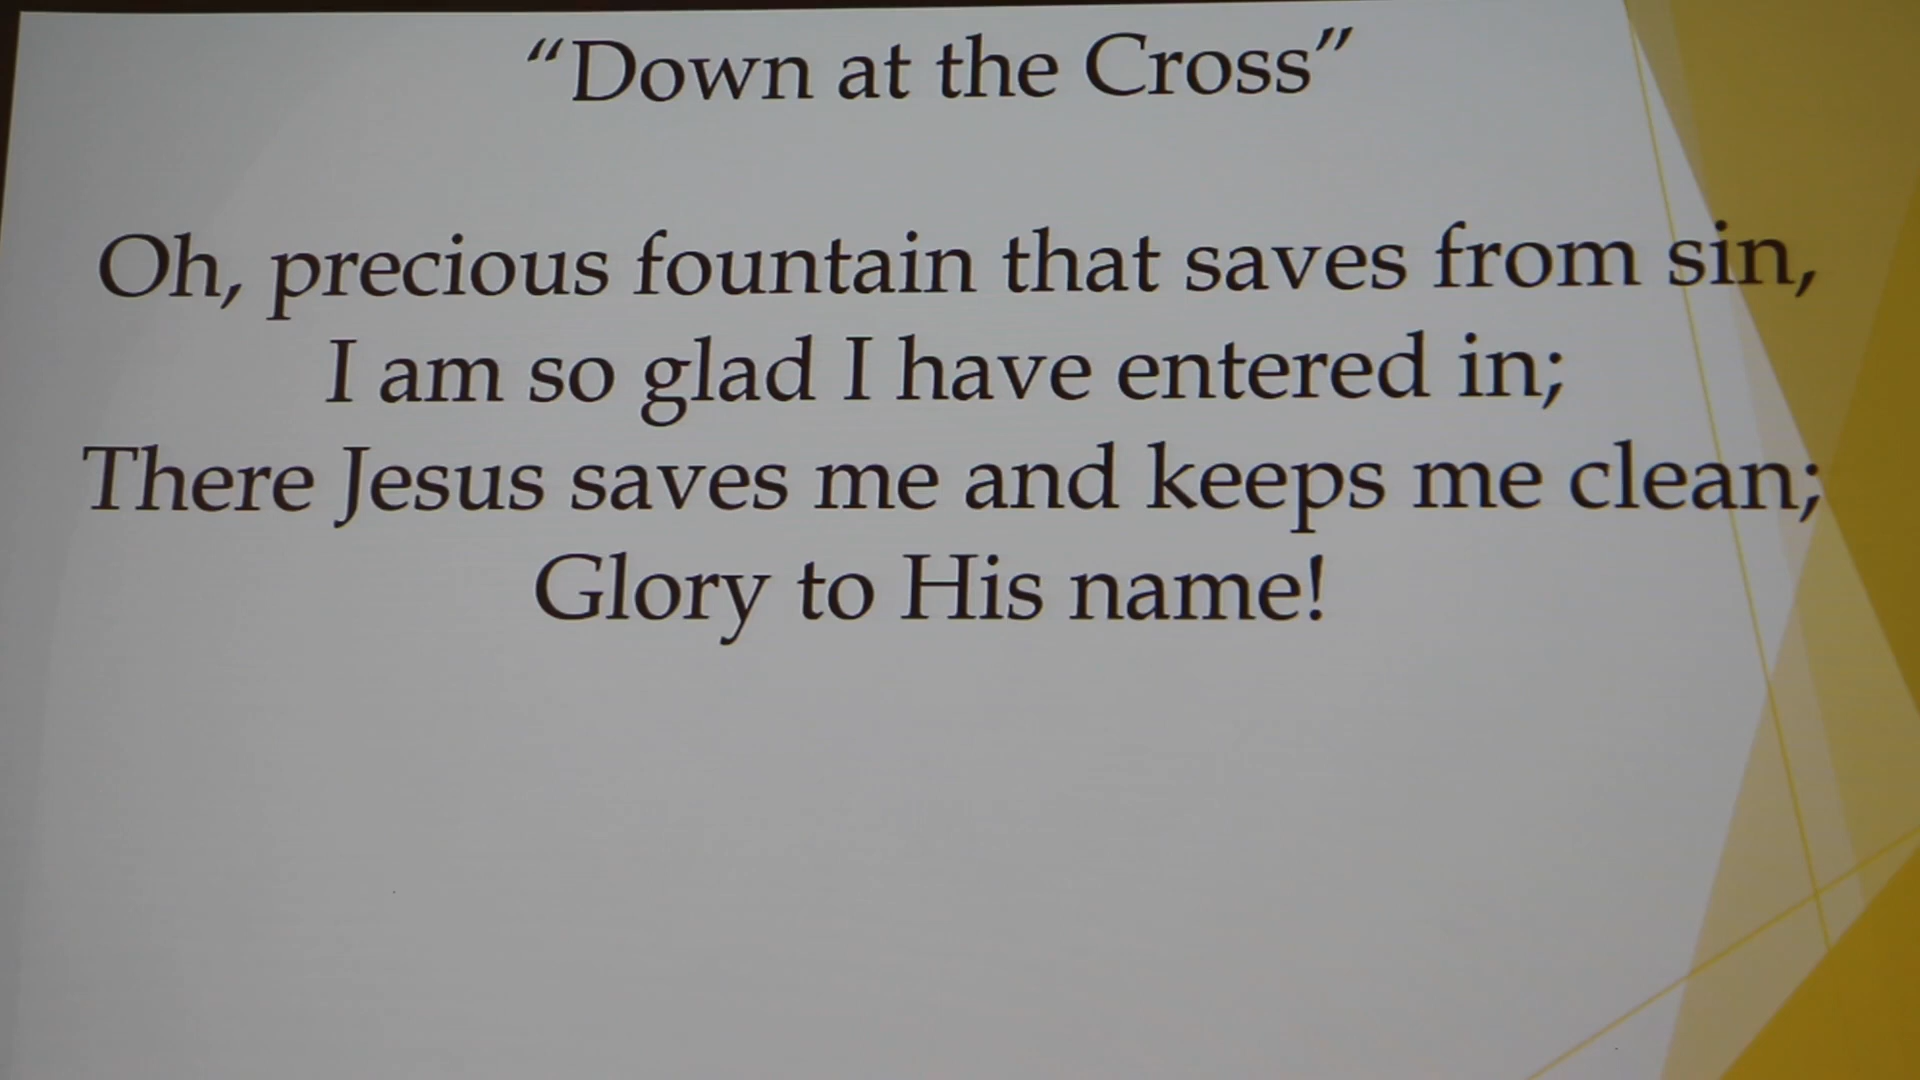 “Down at the Cross”
Oh, precious fountain that saves from sin,
I am so glad I have entered in;
There Jesus saves me and keeps me clean;
Glory to His name!